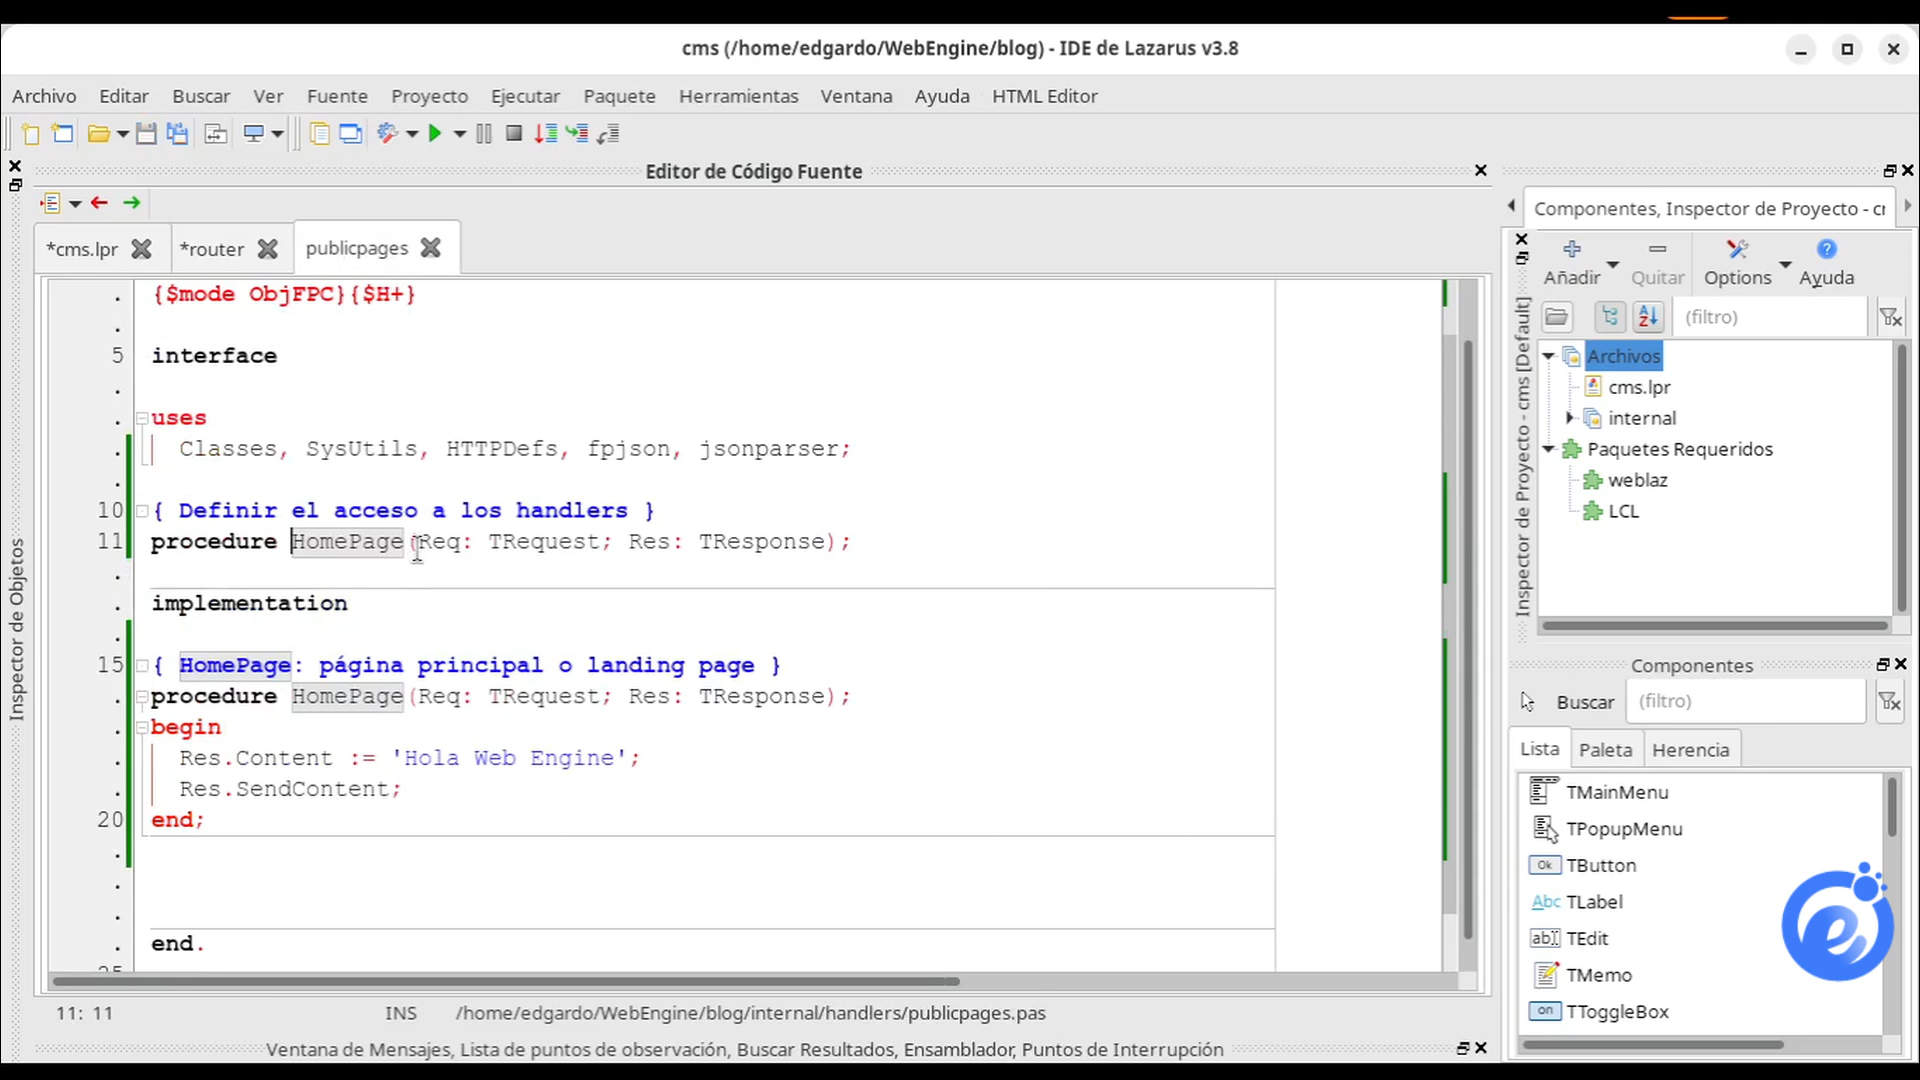 cms (/home/edgardo/WebEngine/blog) - IDE de Lazarus v3.8
Archivo Editar Buscar Ver Fuente Proyecto Ejecutar Paquete Herramientas Ventana Ayuda HTML Editor
Editor de Código Fuente
*cms.lpr *router publicpages
. {$mode ObjFPC}{$H+}
.
5 interface
.
. uses
. Classes, SysUtils, HTTPDefs, fpjson, jsonparser;
.
10 { Definir el acceso a los handlers }
11 procedure HomePage(Req: TRequest; Res: TResponse);
.
. implementation
.
15 { HomePage: página principal o landing page }
. procedure HomePage(Req: TRequest; Res: TResponse);
. begin
. Res.Content := 'Hola Web Engine';
. Res.SendContent;
20 end;
.
.
.
. end.
25
11: 11 INS /home/edgardo/WebEngine/blog/internal/handlers/publicpages.pas
Ventana de Mensajes, Lista de puntos de observación, Buscar Resultados, Ensamblador, Puntos de Interrupción
Inspector de Objetos
Componentes, Inspector de Proyecto - cr
Añadir Quitar Options Ayuda
(filtro)
Inspector de Proyecto - cms [Default]
Archivos
cms.lpr
internal
Paquetes Requeridos
weblaz
LCL
Componentes
Buscar (filtro)
Lista Paleta Herencia
TMainMenu
TPopupMenu
Ok TButton
Abc TLabel
abI TEdit
TMemo
on TToggleBox